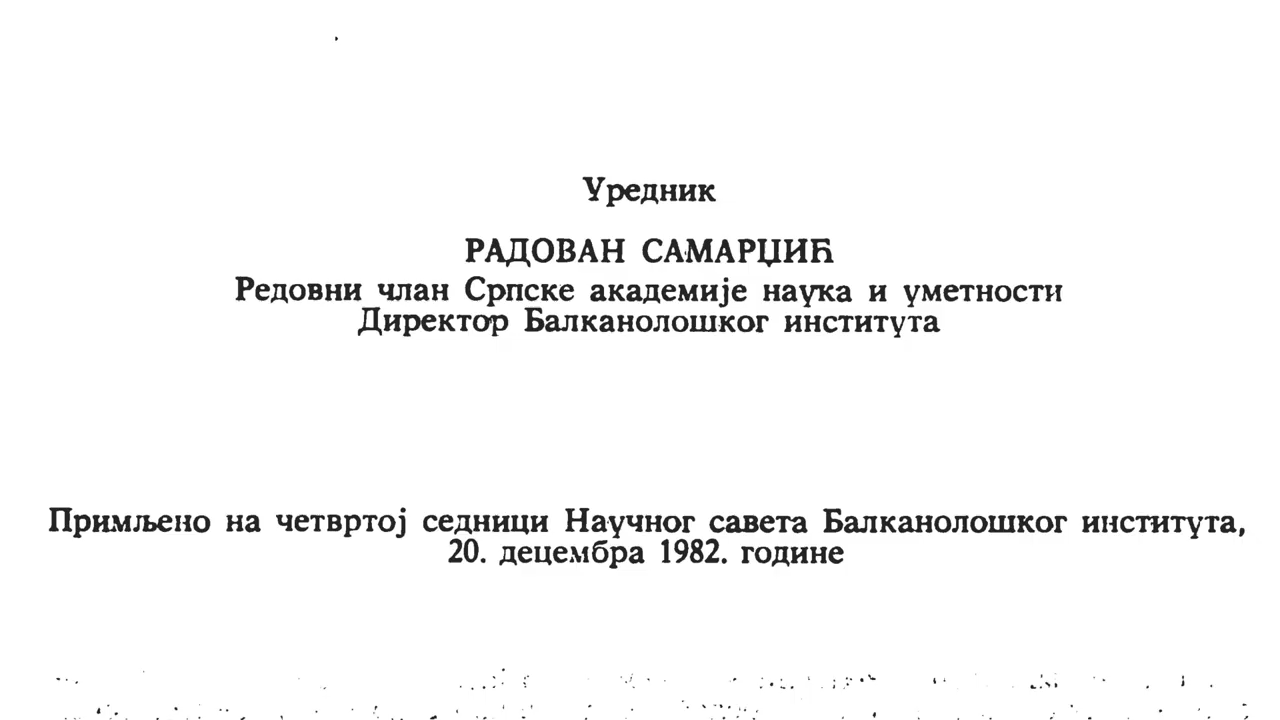 Уредник
РАДОВАН САМАРЏИЋ
Редовни члан Српске академије наука и уметности
Директор Балканолошког института
Примљено на четвртој седници Научног савета Балканолошког института,
20. децембра 1982. године